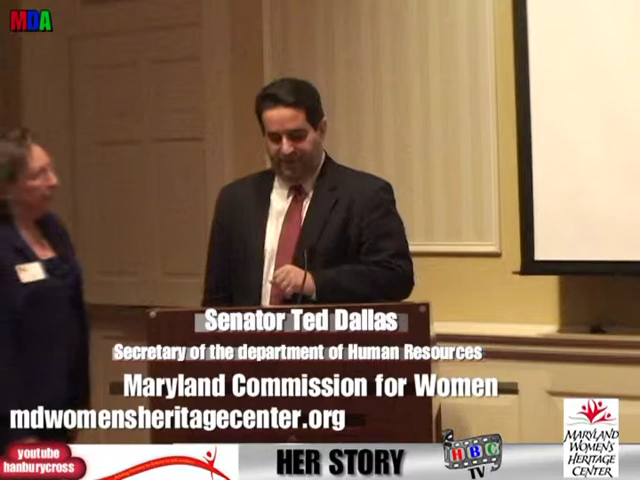 MDA
Senator Ted Dallas
Secretary of the department of Human Resources
Maryland Commission for Women
mdwomensheritagecenter.org
youtube
hanburycross
HER STORY
HBC
TV
MARYLAND
WOMEN'S
HERITAGE
CENTER